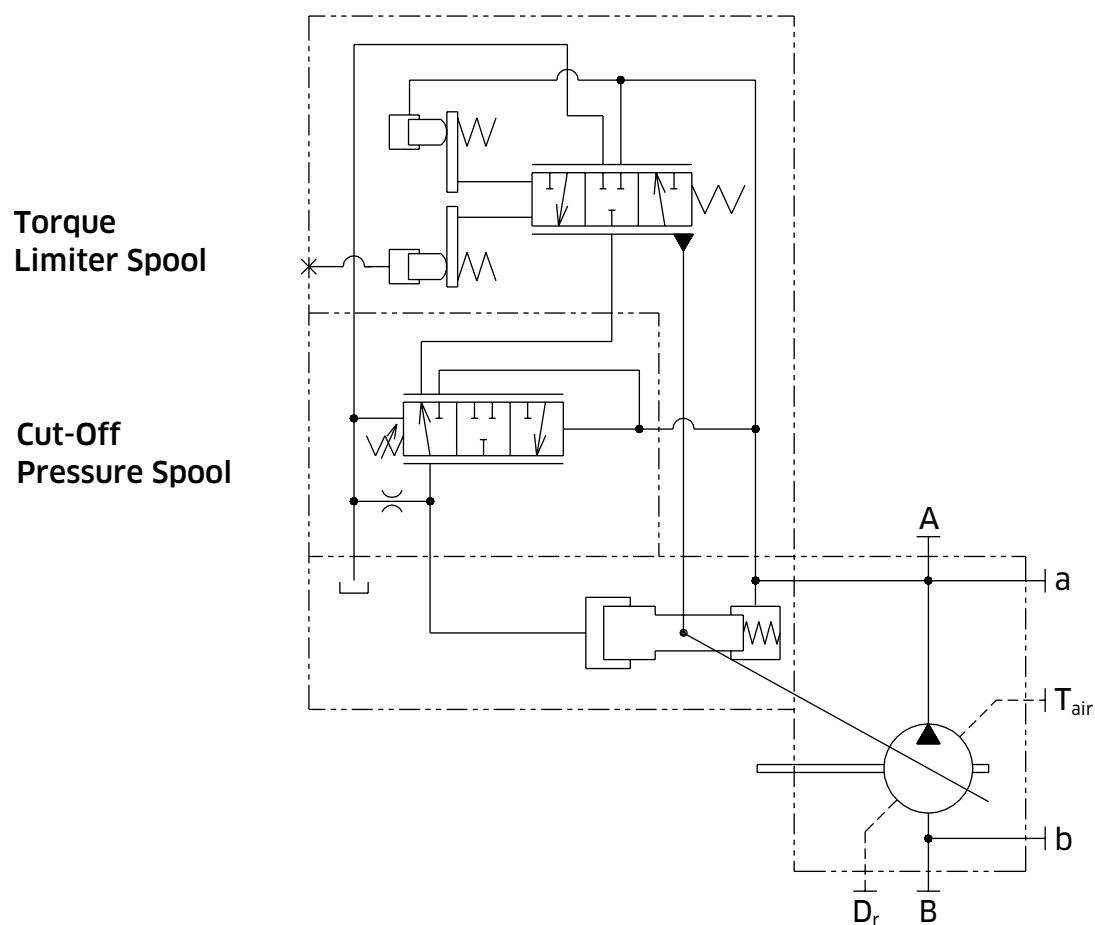 Torque
Limiter Spool
Cut-Off
Pressure Spool
A
a
Tair
b
Dr
B